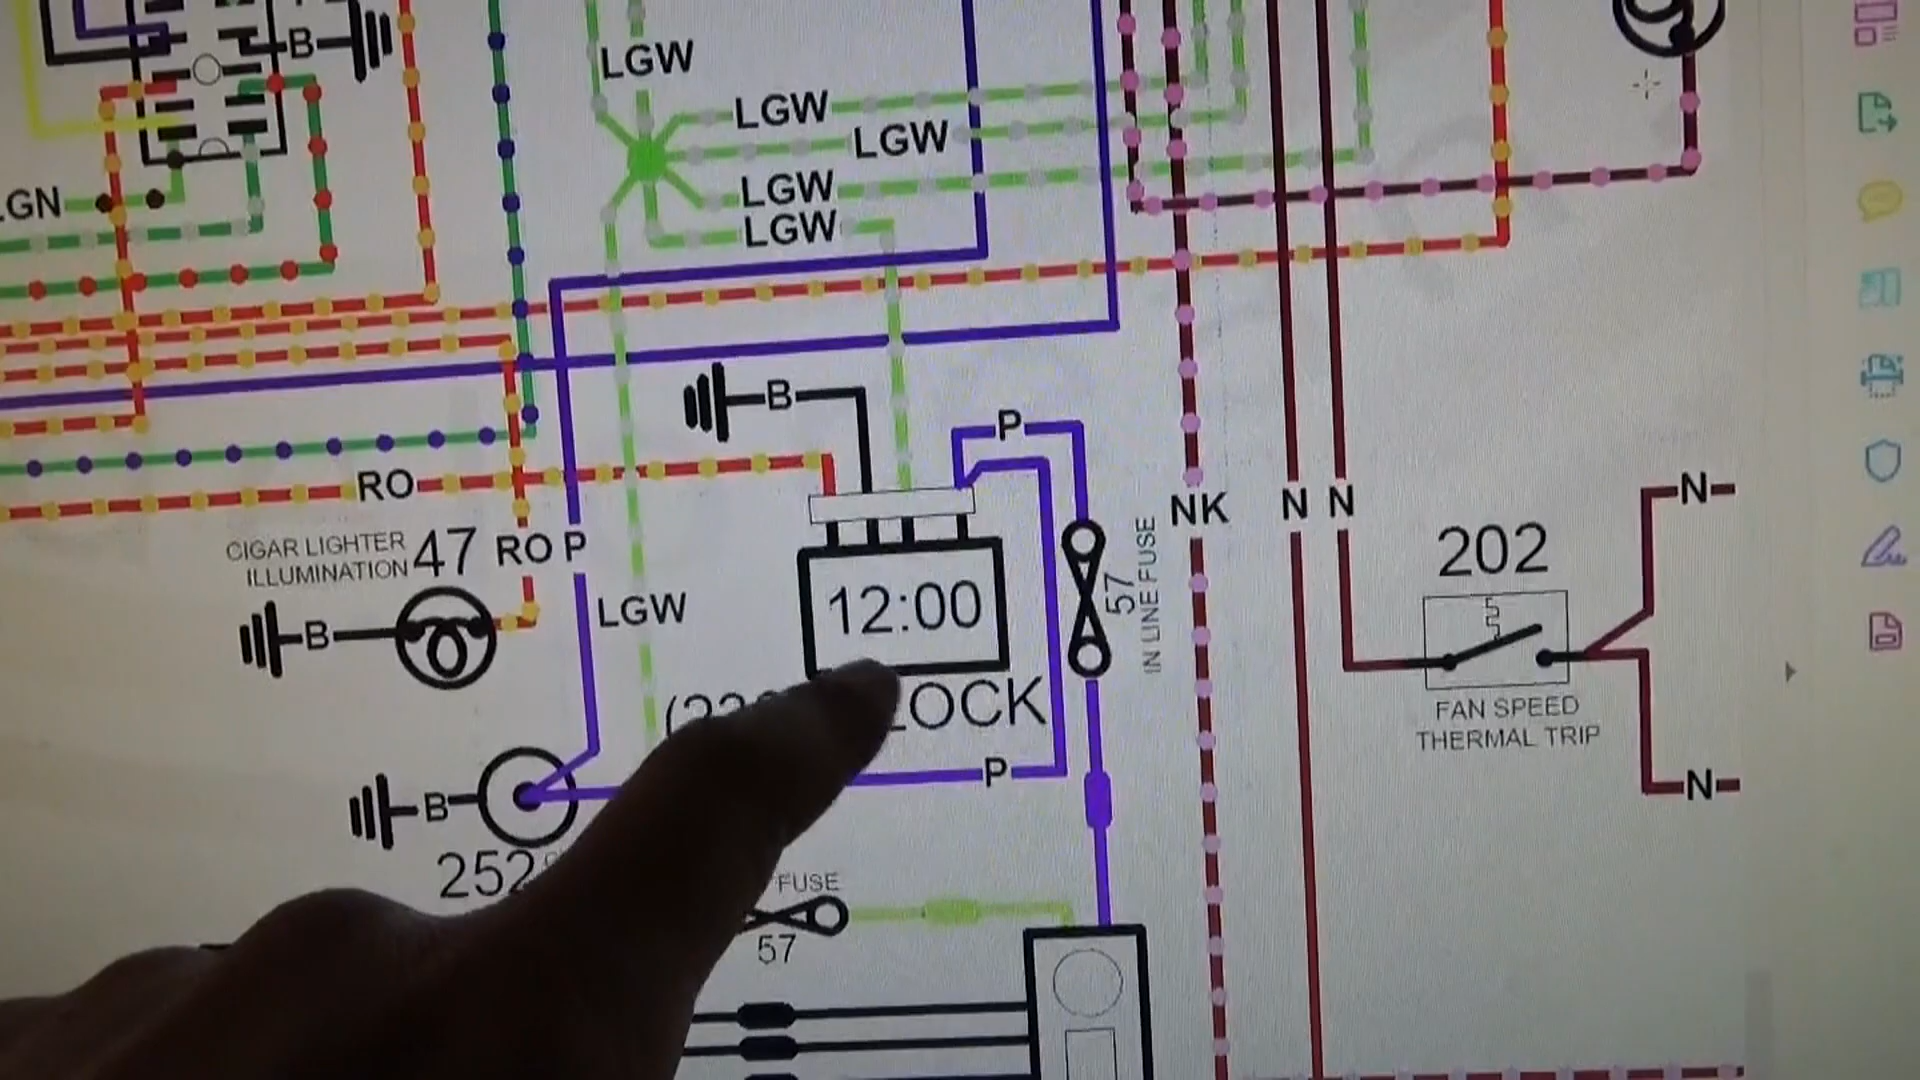 B
LGW
LGW
LGW
LGW
LGW
LGN
B
P
RO
NK
N
N
N
CIGAR LIGHTER
ILLUMINATION
47
RO
P
202
57
IN LINE FUSE
12:00
LGW
B
FAN SPEED
THERMAL TRIP
LOCK
P
N
B
252
FUSE
57